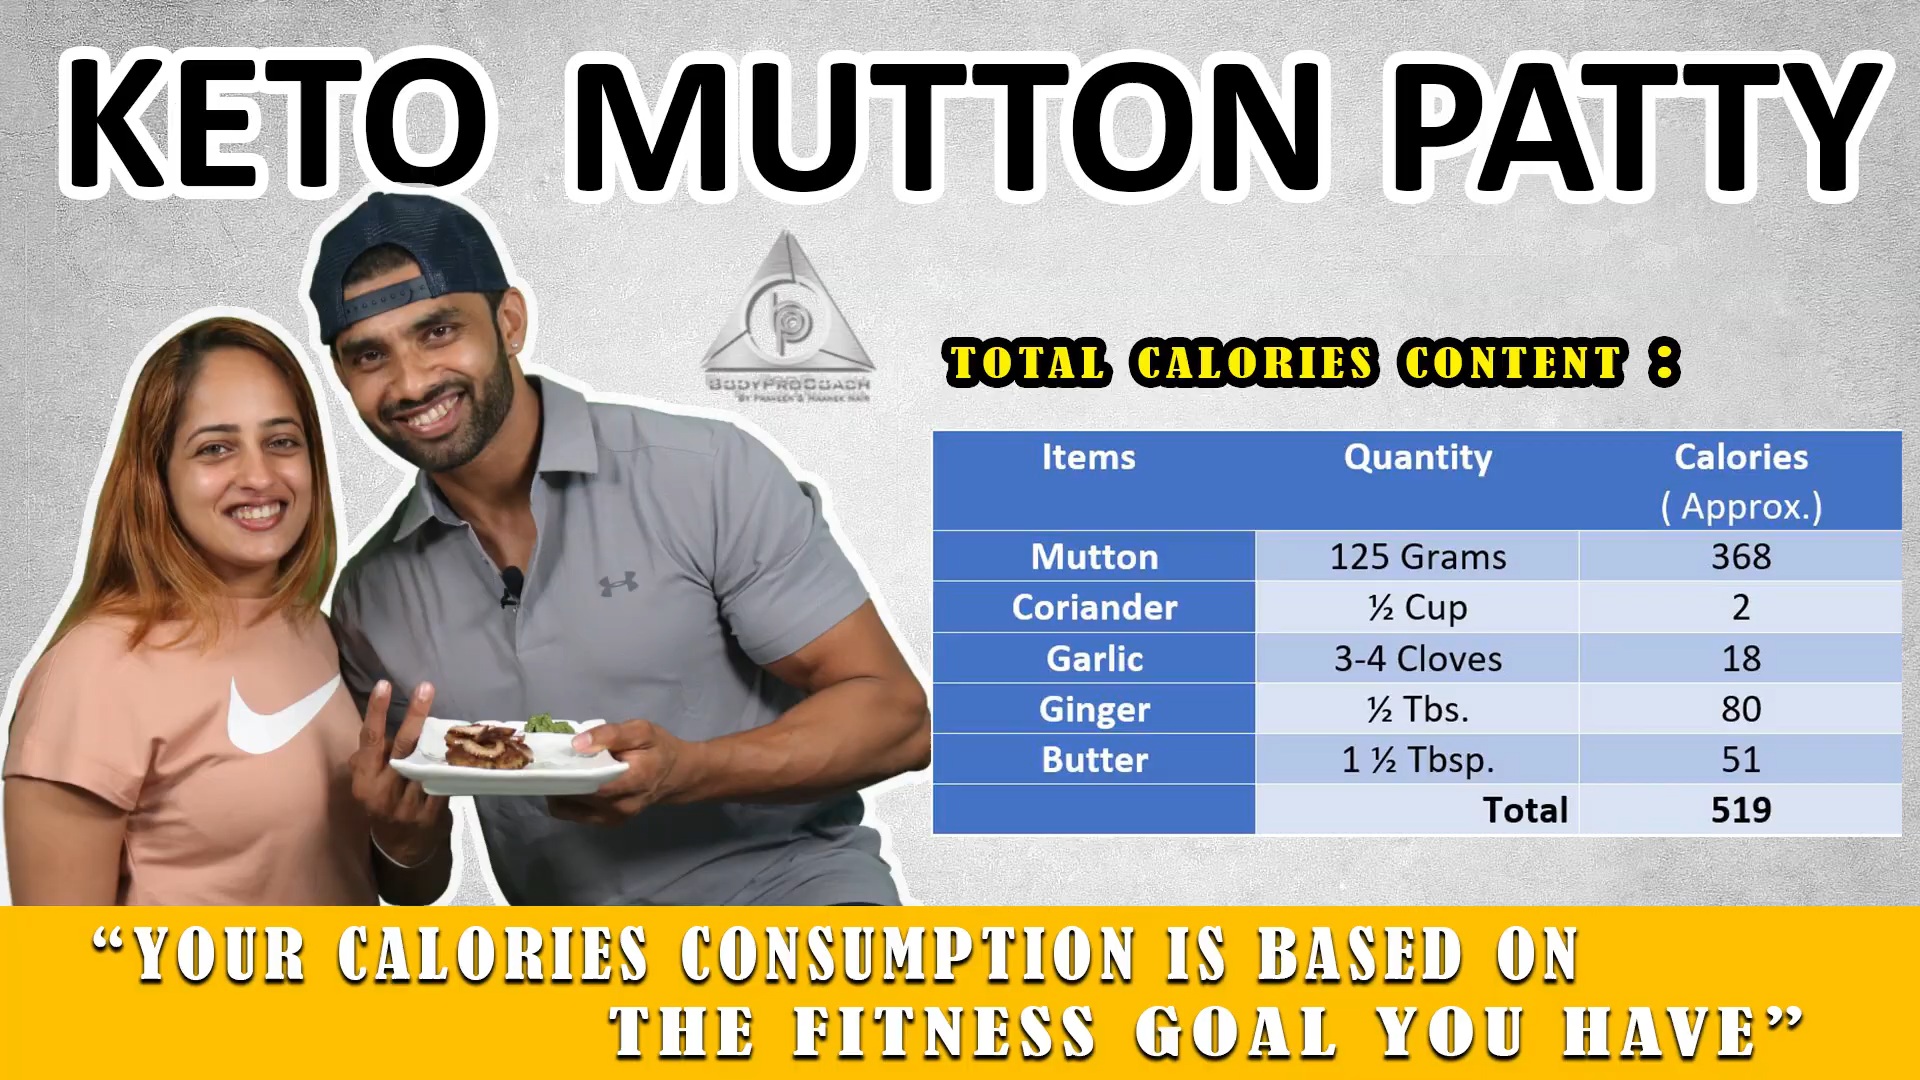 KETO MUTTON PATTY
BODYPROCOACH
TOTAL CALORIES CONTENT :
Items Quantity Calories
( Approx.)
Mutton 125 Grams 368
Coriander ½ Cup 2
Garlic 3-4 Cloves 18
Ginger ½ Tbs. 80
Butter 1 ½ Tbsp. 51
Total 519
“YOUR CALORIES CONSUMPTION IS BASED ON
THE FITNESS GOAL YOU HAVE”